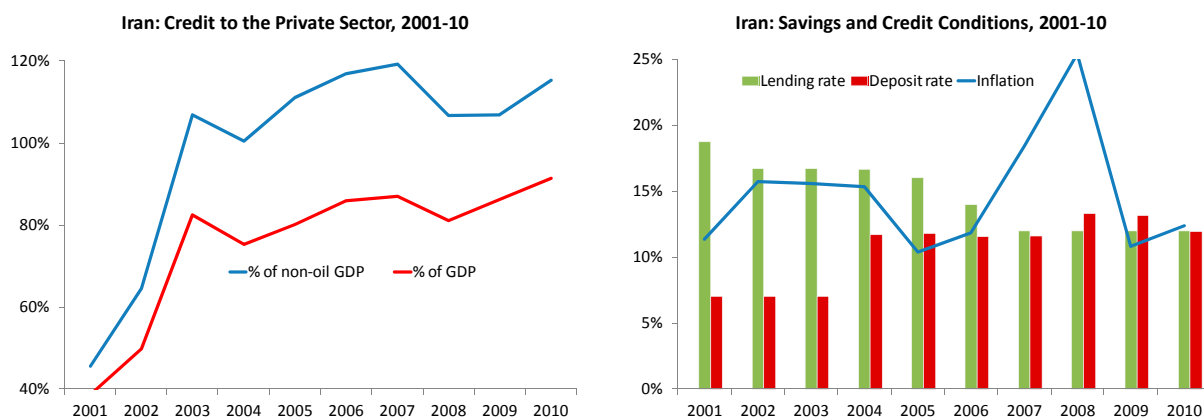 Iran: Credit to the Private Sector, 2001-10
120%
100%
80%
60%
40%
% of non-oil GDP
% of GDP
2001 2002 2003 2004 2005 2006 2007 2008 2009 2010
Iran: Savings and Credit Conditions, 2001-10
25%
20%
15%
10%
5%
0%
Lending rate
Deposit rate
Inflation
2001 2002 2003 2004 2005 2006 2007 2008 2009 2010